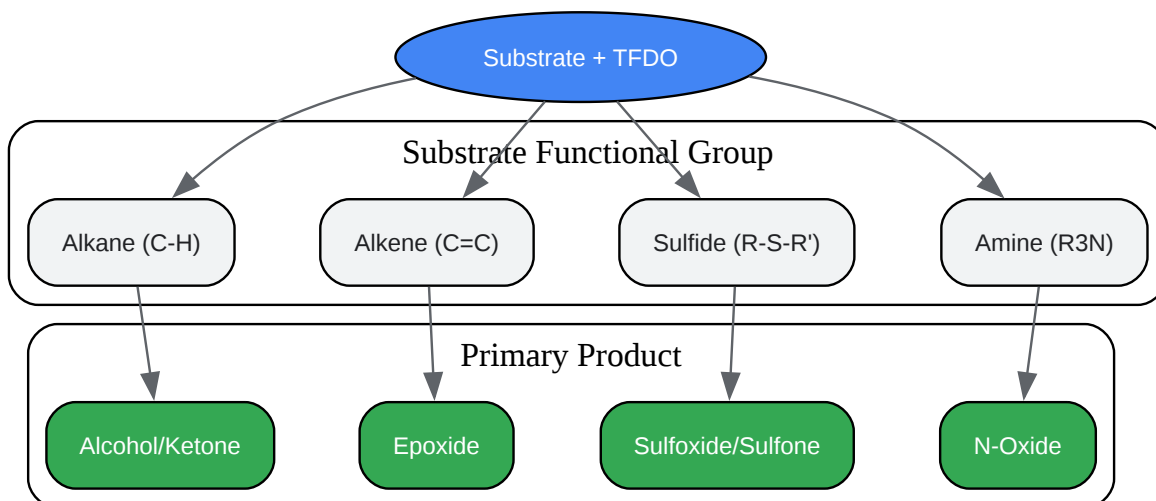 Substrate + TFDO
Substrate Functional Group
Alkane (C-H)
Alkene (C=C)
Sulfide (R-S-R')
Amine (R3N)
Primary Product
Alcohol/Ketone
Epoxide
Sulfoxide/Sulfone
N-Oxide